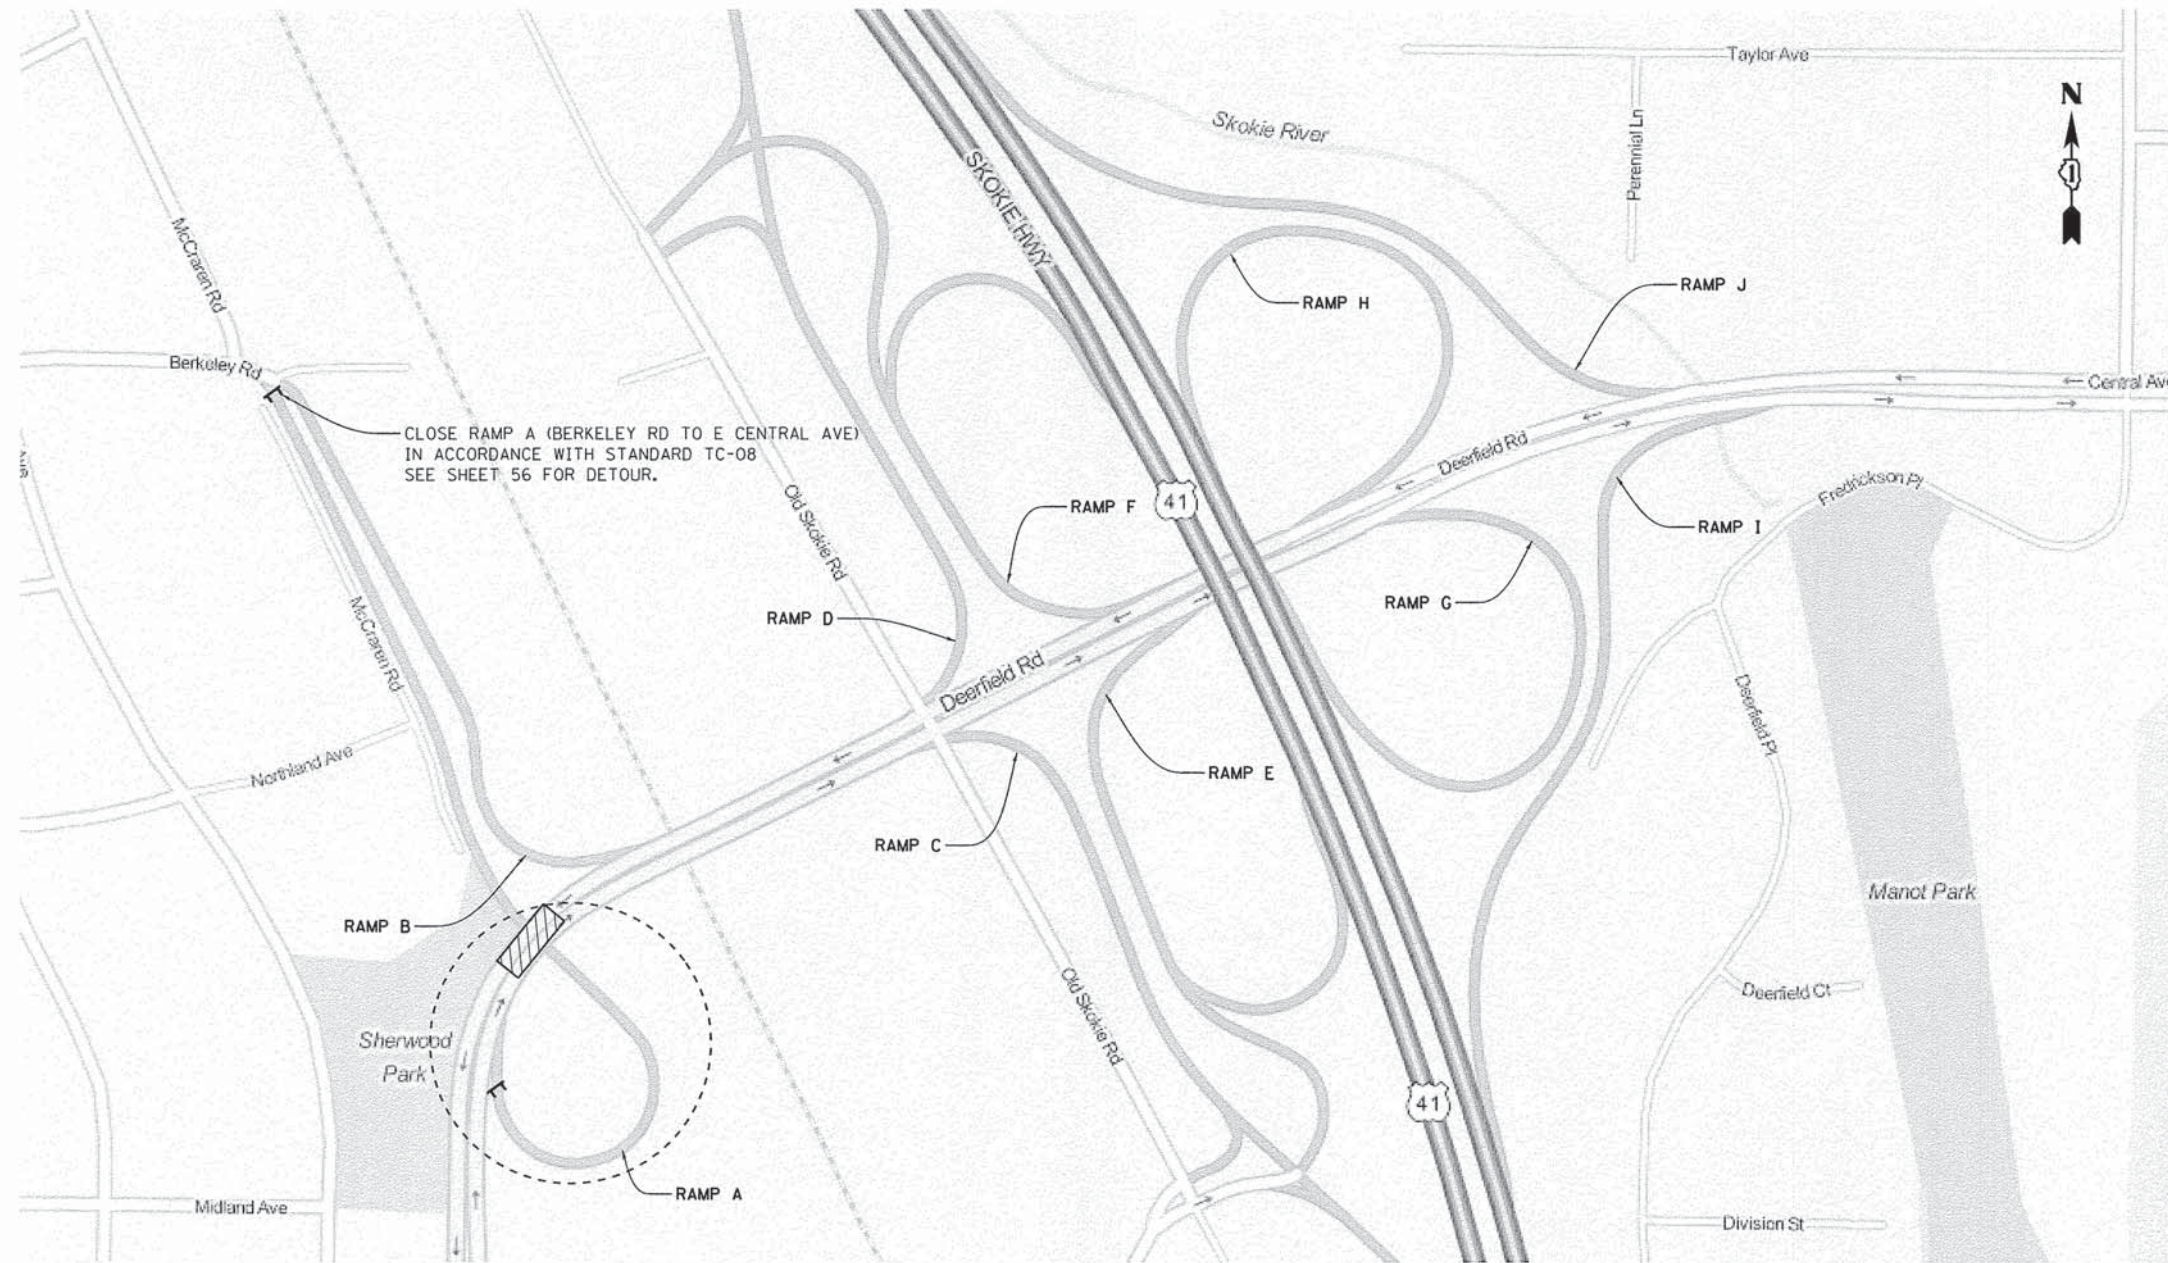 Taylor Ave
N
1
Skokie River
Perennial Ln
SKOKIE HWY
McCraren Rd
RAMP J
RAMP H
Berkeley Rd
Central Ave
CLOSE RAMP A (BERKELEY RD TO E CENTRAL AVE)
IN ACCORDANCE WITH STANDARD TC-08
SEE SHEET 56 FOR DETOUR.
Deerfield Rd
Ave
Fredrickson Pl
41
RAMP F
Old Skokie Rd
RAMP I
RAMP G
RAMP D
McCraren Rd
Deerfield Rd
Deerfield Pl
Northland Ave
RAMP E
RAMP C
Manot Park
RAMP B
Deerfield Ct
Old Skokie Rd
Sherwood
Park
41
RAMP A
Midland Ave
Division St